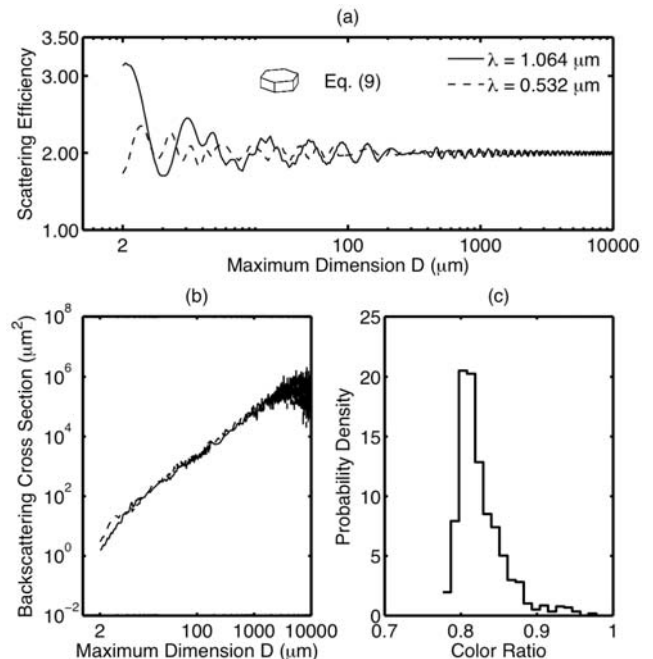 (a)
3.50
3.00
2.00
1.00
Scattering Efficiency
Eq. (9)
λ = 1.064 μm
λ = 0.532 μm
2 100 1000 10000
Maximum Dimension D (μm)
(b)
10^8
10^6
10^4
10^2
10^0
10^−2
Backscattering Cross Section (μm^2)
2 100 1000 10000
Maximum Dimension D (μm)
(c)
20
15
10
5
0
Probability Density
0.7 0.8 0.9 1
Color Ratio